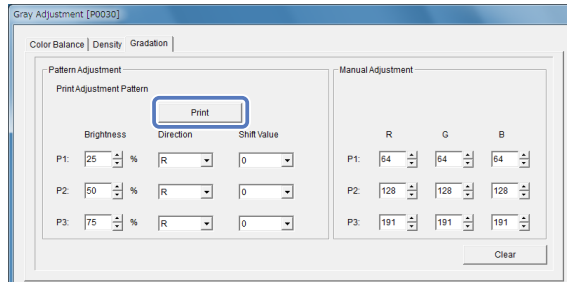 Gray Adjustment [P0030]
Color Balance Density Gradation
Pattern Adjustment
Print Adjustment Pattern
Print
Brightness Direction Shift Value
P1: 25 % R 0
P2: 50 % R 0
P3: 75 % R 0
Manual Adjustment
R G B
P1: 64 64 64
P2: 128 128 128
P3: 191 191 191
Clear